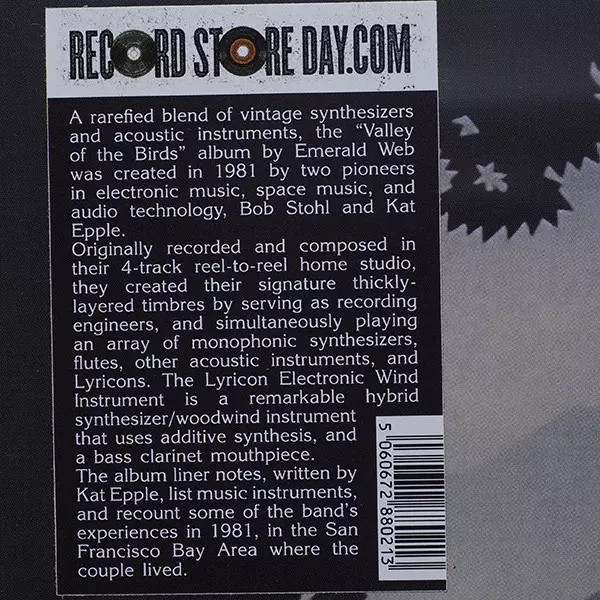 RECORD STORE DAY.COM
A rarefied blend of vintage synthesizers
and acoustic instruments, the “Valley
of the Birds” album by Emerald Web
was created in 1981 by two pioneers
in electronic music, space music, and
audio technology, Bob Stohl and Kat
Epple.
Originally recorded and composed in
their 4-track reel-to-reel home studio,
they created their signature thickly-
layered timbres by serving as recording
engineers, and simultaneously playing
an array of monophonic synthesizers,
flutes, other acoustic instruments, and
Lyricons. The Lyricon Electronic Wind
Instrument is a remarkable hybrid
synthesizer/woodwind instrument
that uses additive synthesis, and
a bass clarinet mouthpiece.
The album liner notes, written by
Kat Epple, list music instruments,
and recount some of the band’s
experiences in 1981, in the San
Francisco Bay Area where the
couple lived.
5 060672 880213